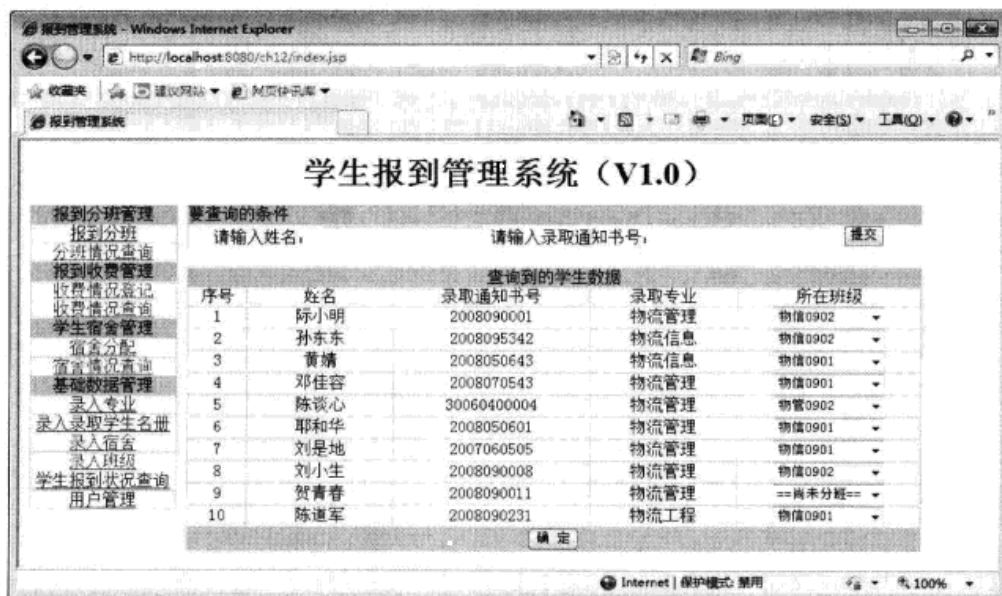 报到管理系统 - Windows Internet Explorer
http://localhost:8080/ch12/index.jsp
Bing
收藏夹 建议网站 网页快讯库
报到管理系统 页面(P) 安全(S) 工具(O)
学生报到管理系统（V1.0）
报到分班管理
报到分班
分班情况查询
报到收费管理
收费情况登记
收费情况查询
学生宿舍管理
宿舍分配
宿舍情况查询
基础数据管理
录入专业
录入录取学生名册
录入宿舍
录入班级
学生报到状况查询
用户管理
要查询的条件
请输入姓名： 请输入录取通知书号： 提交
查询到的学生数据
序号 姓名 录取通知书号 录取专业 所在班级
1 际小明 2008090001 物流管理 物信0902
2 孙东东 2008095342 物流信息 物信0902
3 黄婧 2008050643 物流信息 物信0901
4 邓佳容 2008070543 物流管理 物信0901
5 陈谈心 30060400004 物流管理 物管0902
6 耶和华 2008050601 物流管理 物信0901
7 刘是地 2007060505 物流管理 物信0901
8 刘小生 2008090008 物流管理 物信0902
9 贺青春 2008090011 物流管理 ==尚未分班==
10 陈道军 2008090231 物流工程 物信0901
确 定
Internet | 保护模式: 禁用 100%